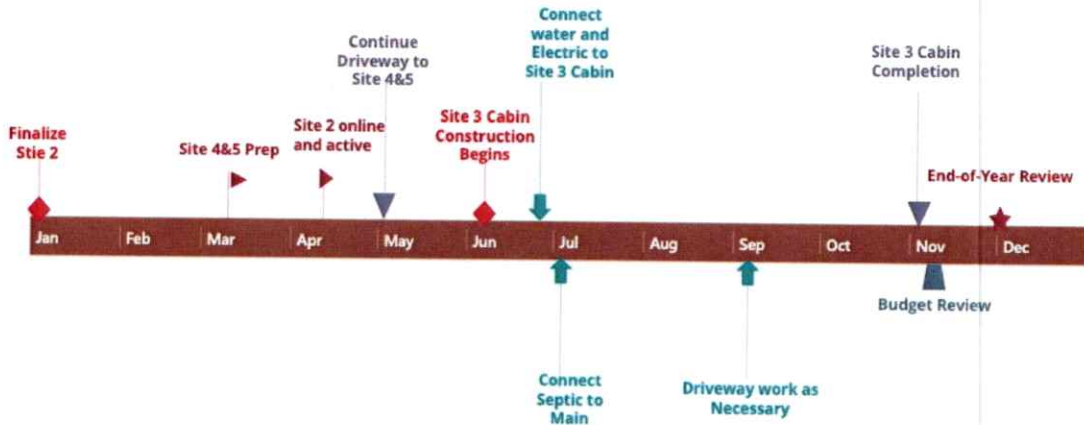 Connect
water and
Electric to
Site 3 Cabin
Continue
Driveway to
Site 4&5
Site 3 Cabin
Completion
Finalize
Stie 2
Site 4&5 Prep
Site 2 online
and active
Site 3 Cabin
Construction
Begins
End-of-Year Review
Jan Feb Mar Apr May Jun Jul Aug Sep Oct Nov Dec
Budget Review
Connect
Septic to
Main
Driveway work as
Necessary